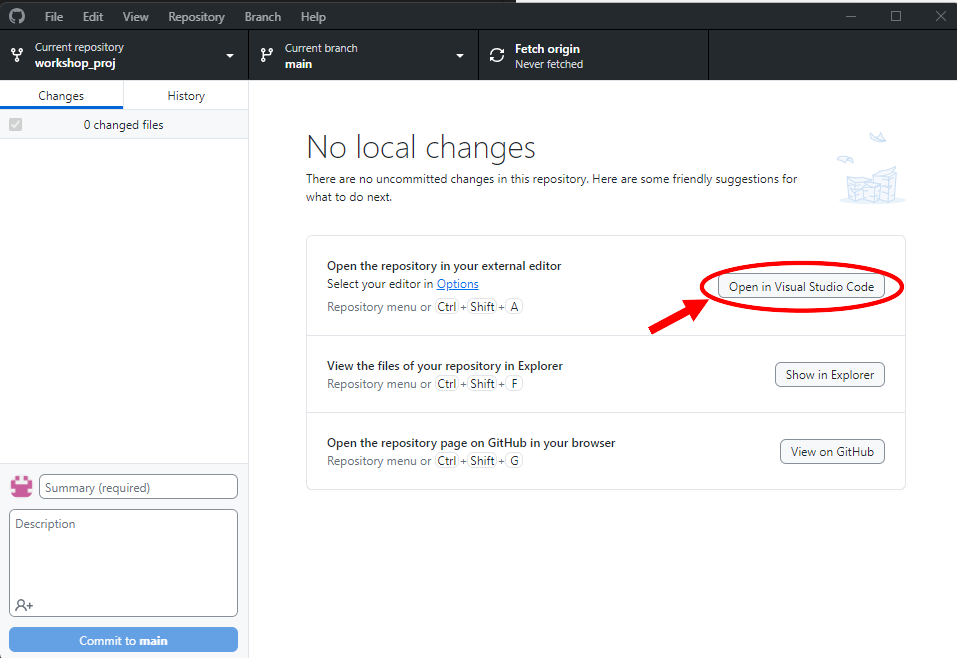 File Edit View Repository Branch Help
Current repository
workshop_proj
Current branch
main
Fetch origin
Never fetched
Changes
History
0 changed files
No local changes
There are no uncommitted changes in this repository. Here are some friendly suggestions for
what to do next.
Open the repository in your external editor
Select your editor in Options
Repository menu or Ctrl + Shift + A
Open in Visual Studio Code
View the files of your repository in Explorer
Repository menu or Ctrl + Shift + F
Show in Explorer
Open the repository page on GitHub in your browser
Repository menu or Ctrl + Shift + G
View on GitHub
Summary (required)
Description
Commit to main